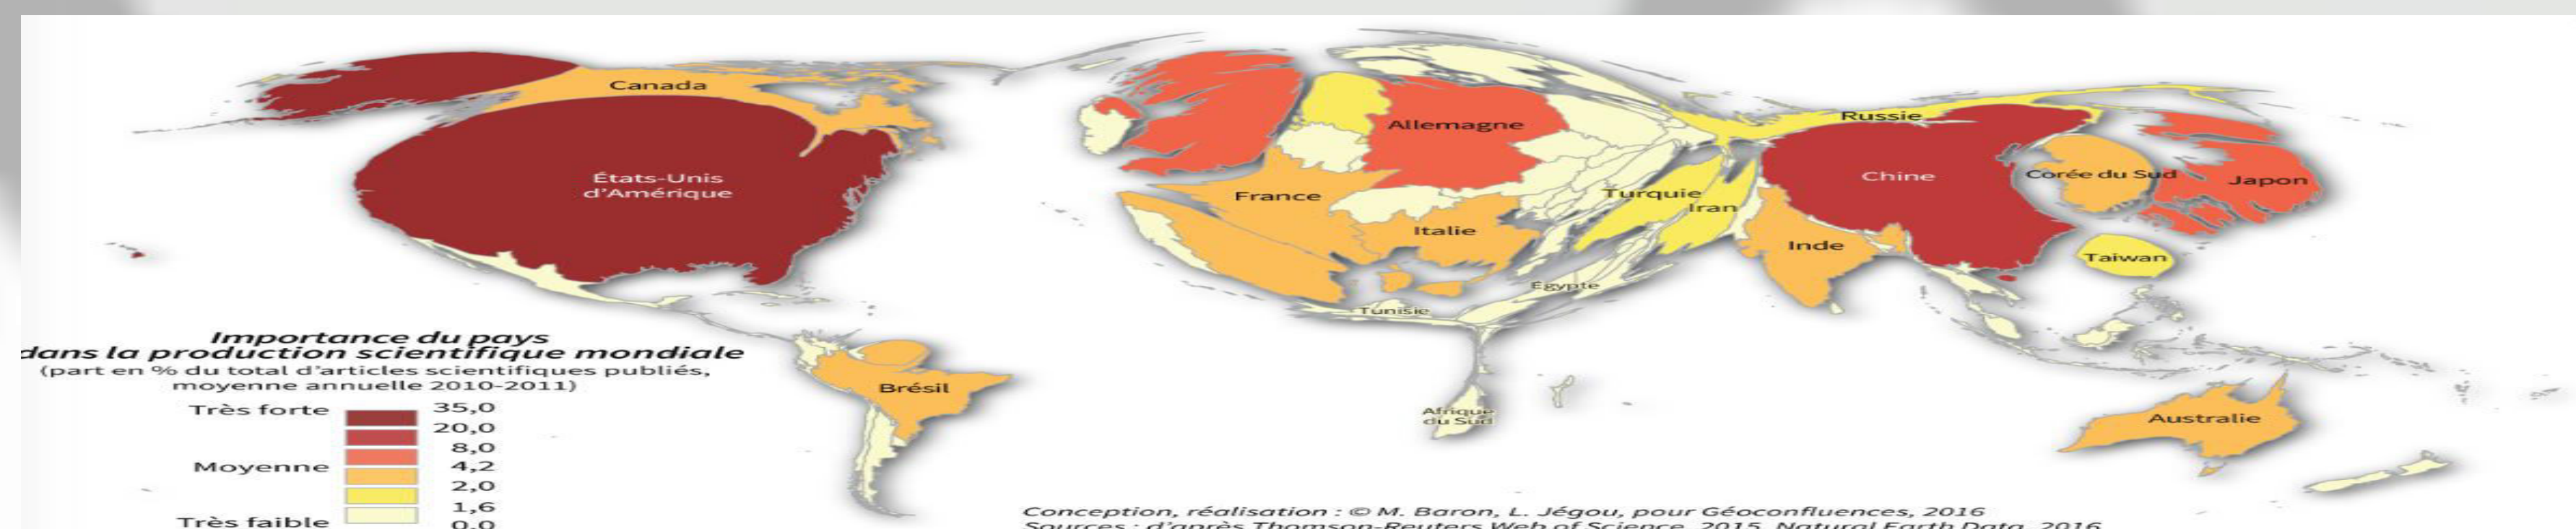 Canada
Russie
Allemagne
États-Unis
d'Amérique
Chine
Corée du Sud
Japon
France
Turquie
Iran
Italie
Inde
Taiwan
Égypte
Tunisie
Importance du pays
dans la production scientifique mondiale
(part en % du total d'articles scientifiques publiés,
moyenne annuelle 2010-2011)
Brésil
Afrique
du Sud
Australie
Très forte
35,0
20,0
8,0
Moyenne
4,2
2,0
1,6
Très faible
0,0
Conception, réalisation : © M. Baron, L. Jégou, pour Géoconfluences, 2016
Sources : d'après Thomson-Reuters Web of Science, 2015, Natural Earth Data, 2016